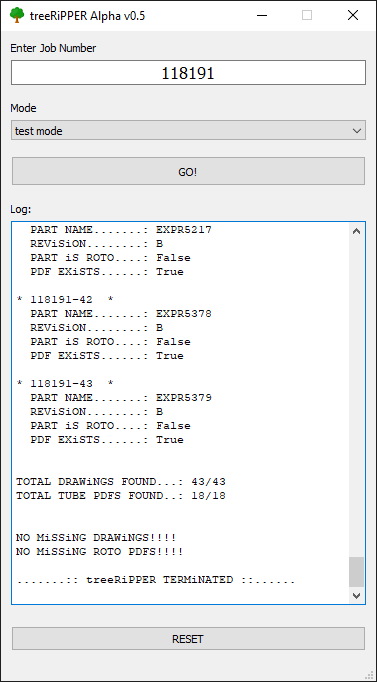 treeRiPPER Alpha v0.5
Enter Job Number
118191
Mode
test mode
GO!
Log:
PART NAME.......: EXPR5217
REViSiON........: B
PART iS ROTO....: False
PDF EXiSTS......: True
* 118191-42  *
PART NAME.......: EXPR5378
REViSiON........: B
PART iS ROTO....: False
PDF EXiSTS......: True
* 118191-43  *
PART NAME.......: EXPR5379
REViSiON........: B
PART iS ROTO....: False
PDF EXiSTS......: True
TOTAL DRAWiNGS FOUND...: 43/43
TOTAL TUBE PDFS FOUND..: 18/18
NO MiSSiNG DRAWiNGS!!!!
NO MiSSiNG ROTO PDFS!!!!
.......:: treeRiPPER TERMiNATED ::......
RESET